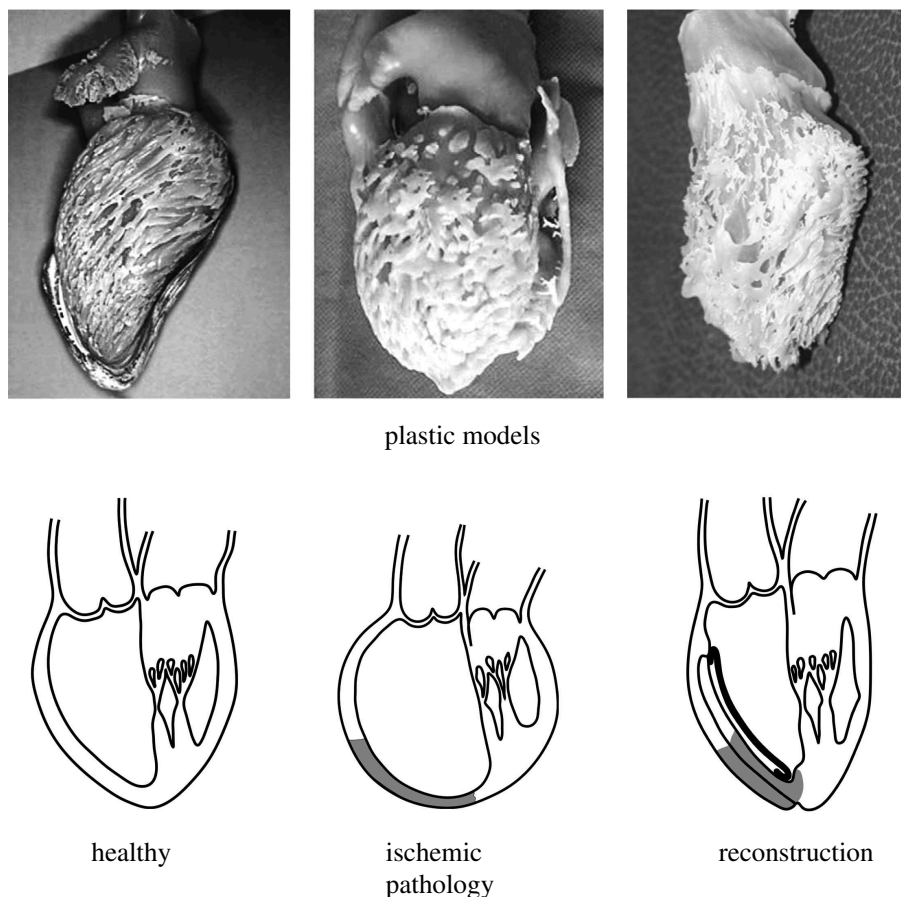 plastic models
healthy
ischemic
pathology
reconstruction